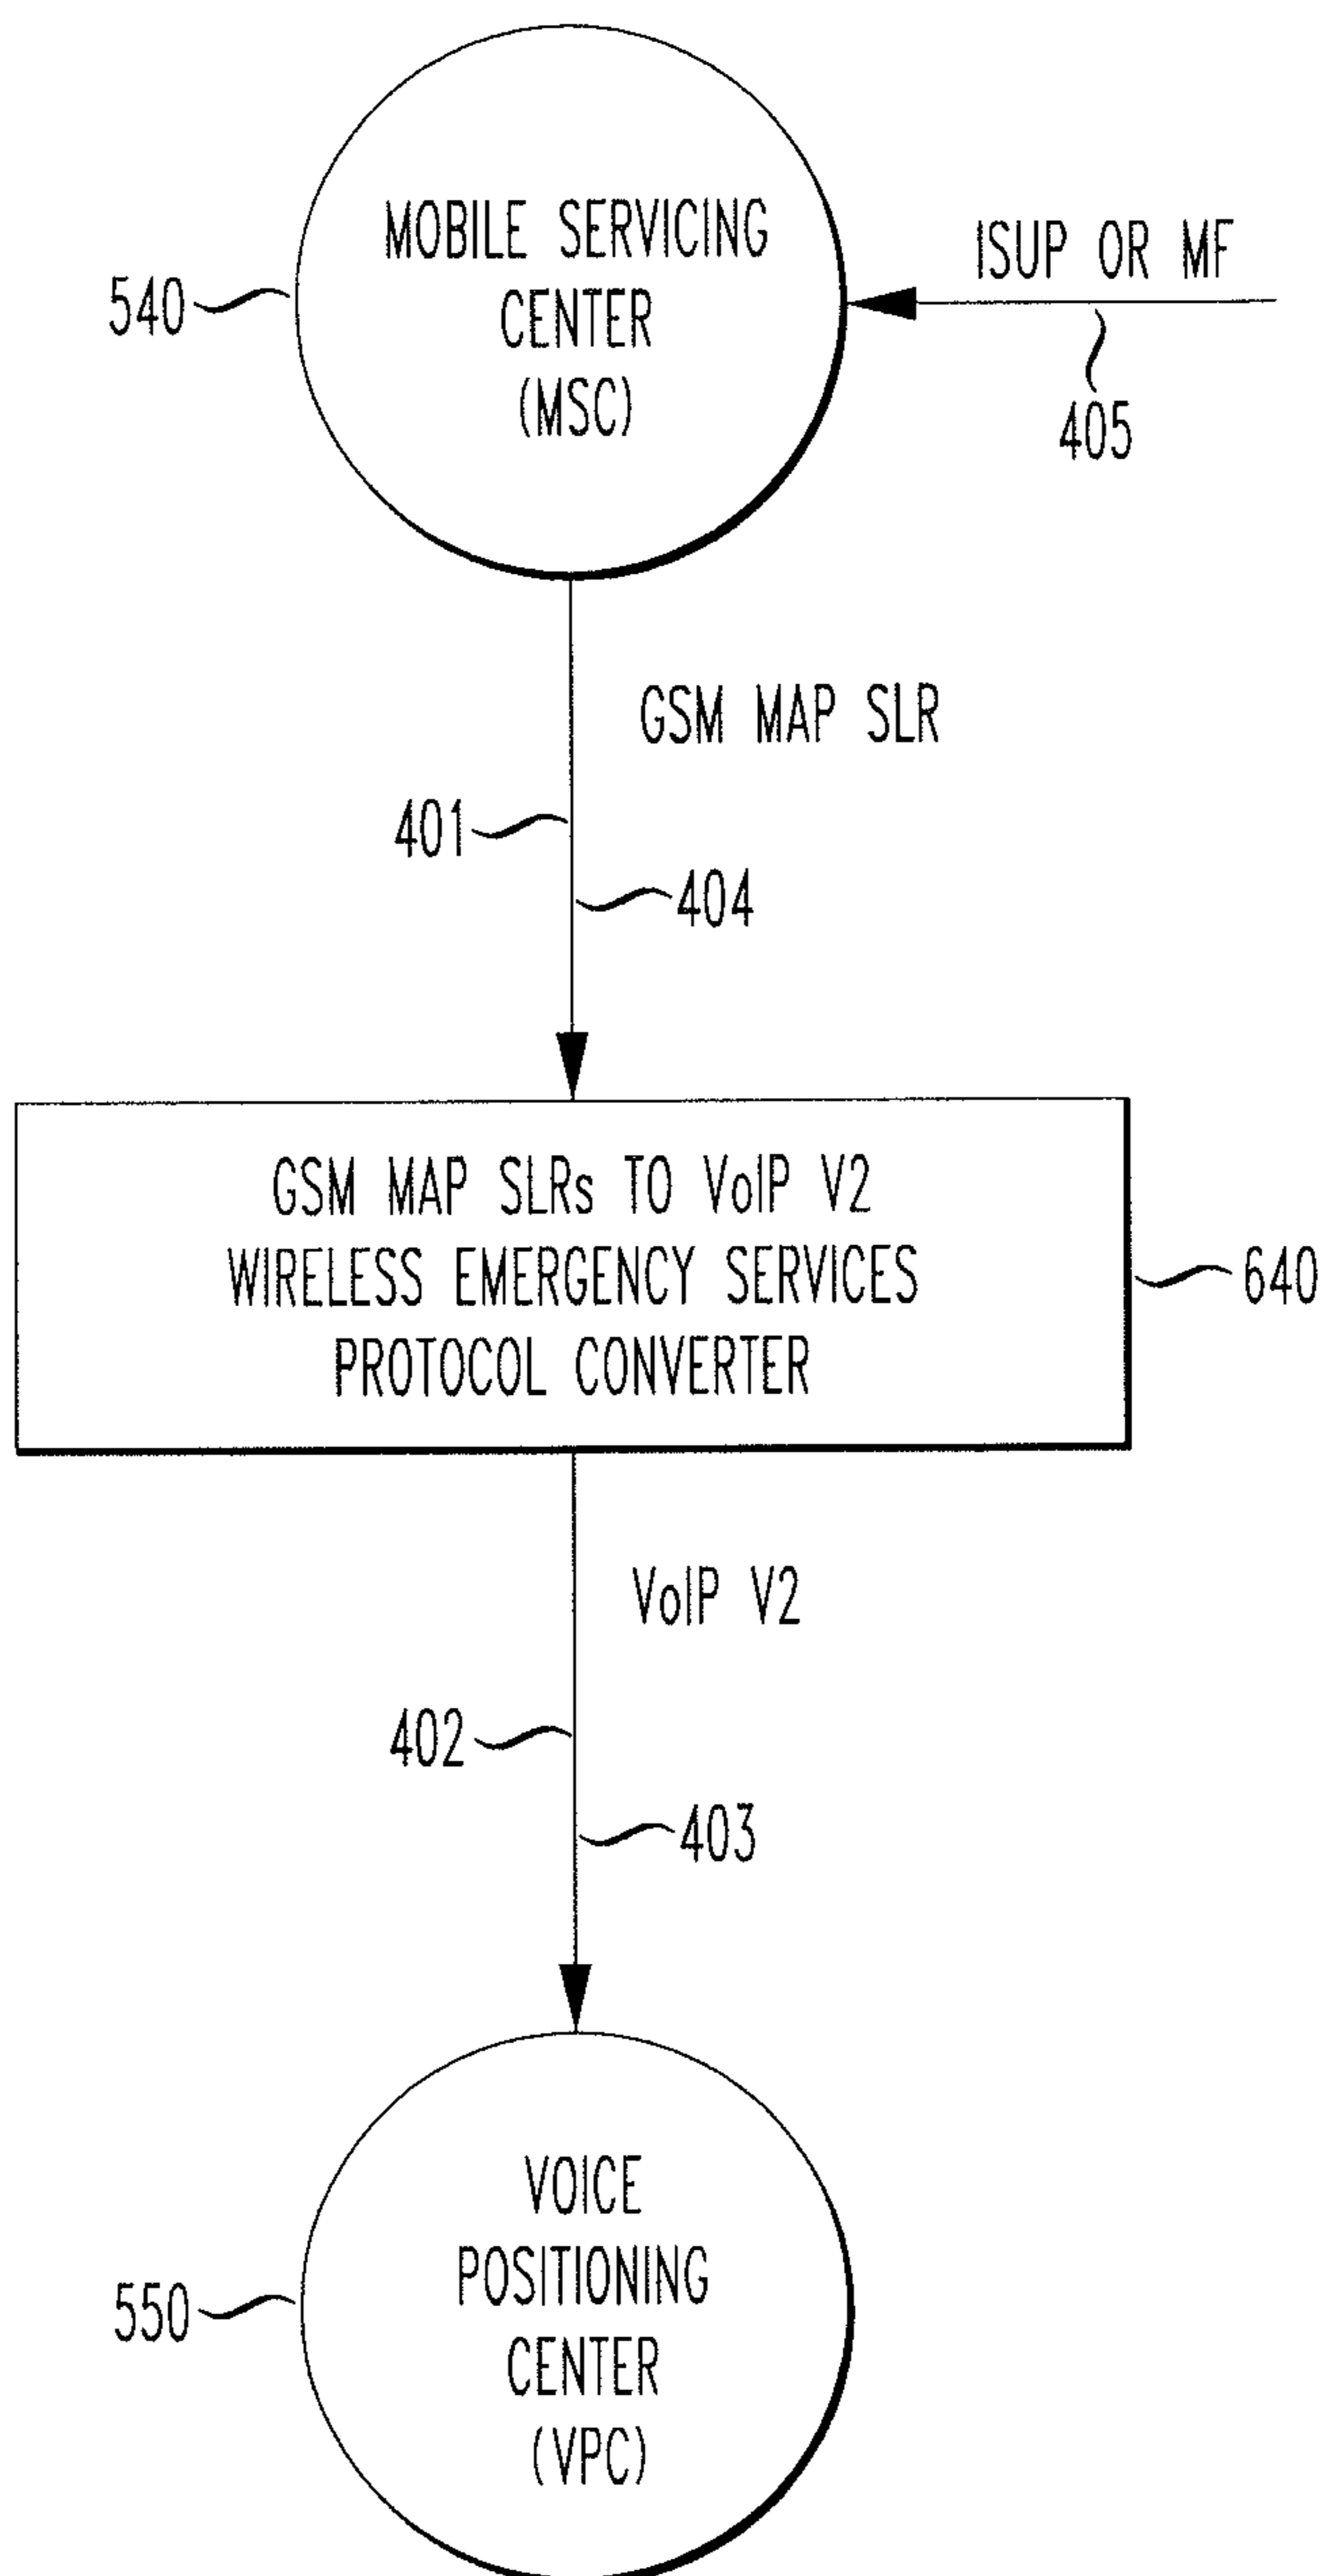 MOBILE SERVICING
CENTER
(MSC)
540
ISUP OR MF
405
GSM MAP SLR
401
404
GSM MAP SLRs TO VoIP V2
WIRELESS EMERGENCY SERVICES
PROTOCOL CONVERTER
640
VoIP V2
402
403
VOICE
POSITIONING
CENTER
(VPC)
550